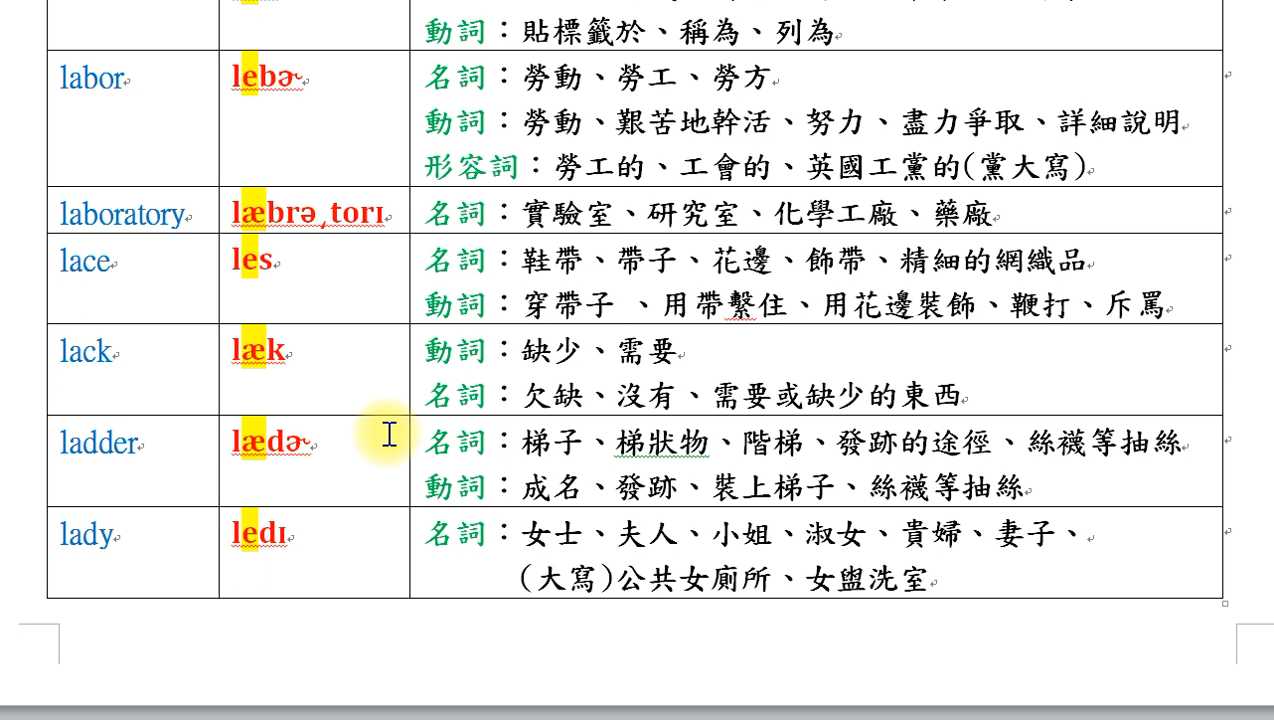 動詞：貼標籤於、稱為、列為
labor lebɚ 名詞：勞動、勞工、勞方
動詞：勞動、艱苦地幹活、努力、盡力爭取、詳細說明
形容詞：勞工的、工會的、英國工黨的(黨大寫)
laboratory læbrəˏtorɪ 名詞：實驗室、研究室、化學工廠、藥廠
lace les 名詞：鞋帶、帶子、花邊、飾帶、精細的網織品
動詞：穿帶子 、用帶繫住、用花邊裝飾、鞭打、斥罵
lack læk 動詞：缺少、需要
名詞：欠缺、沒有、需要或缺少的東西
ladder lædɚ 名詞：梯子、梯狀物、階梯、發跡的途徑、絲襪等抽絲
動詞：成名、發跡、裝上梯子、絲襪等抽絲
lady ledɪ 名詞：女士、夫人、小姐、淑女、貴婦、妻子、
(大寫)公共女廁所、女盥洗室